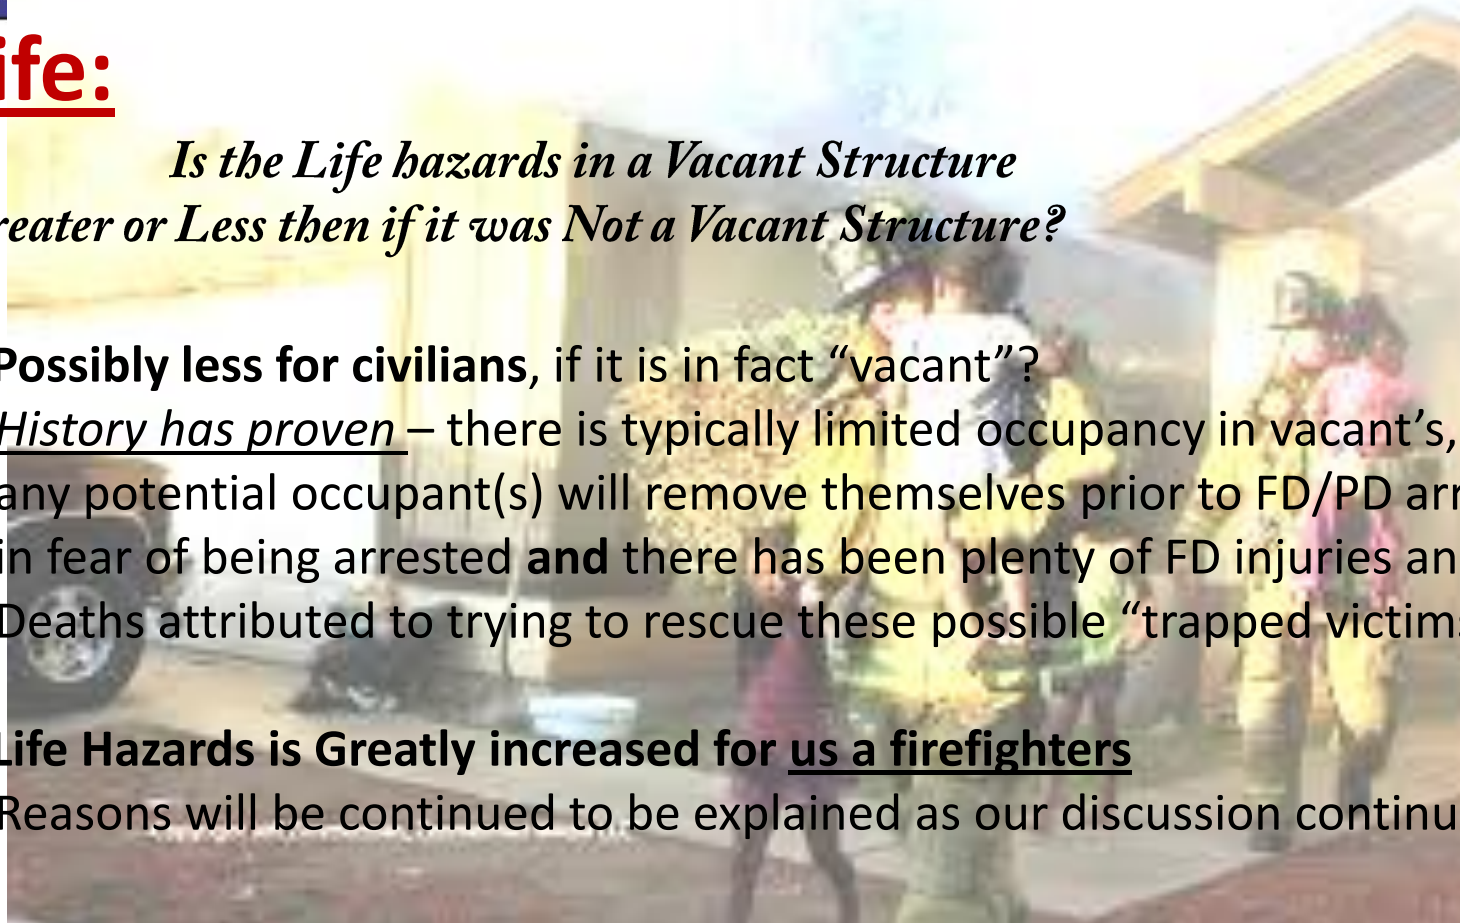 ife:
Is the Life hazards in a Vacant Structure
reater or Less then if it was Not a Vacant Structure?
Possibly less for civilians, if it is in fact “vacant”?
History has proven – there is typically limited occupancy in vacant’s,
any potential occupant(s) will remove themselves prior to FD/PD arr
in fear of being arrested and there has been plenty of FD injuries an
Deaths attributed to trying to rescue these possible “trapped victims
Life Hazards is Greatly increased for us a firefighters
Reasons will be continued to be explained as our discussion continu